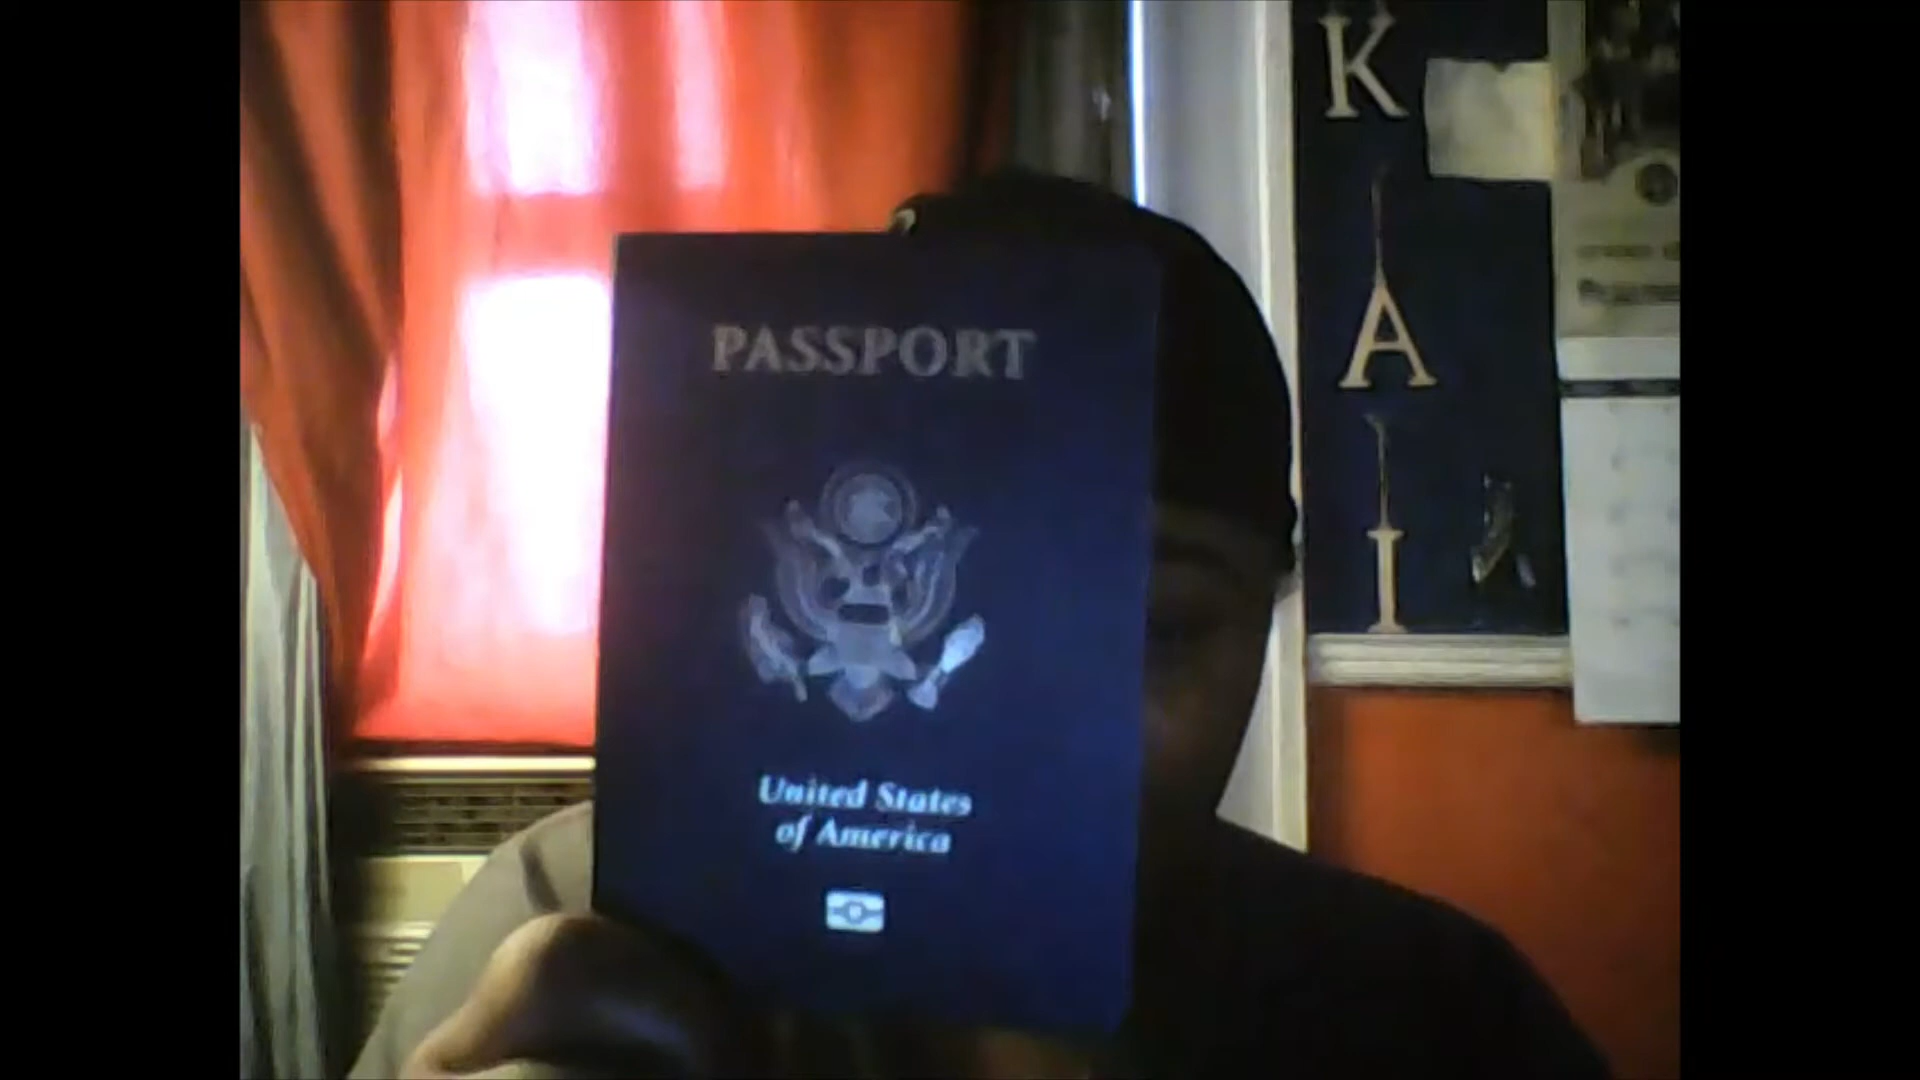 PASSPORT
United States
of America
K
A
I